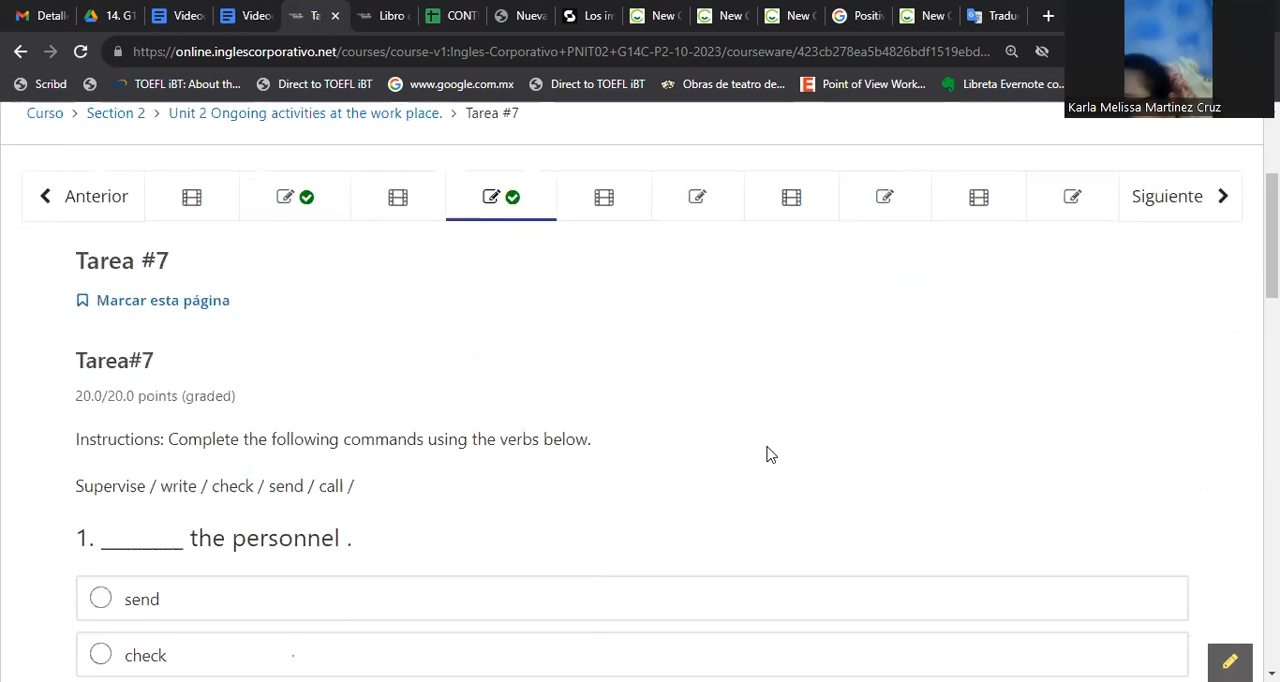 Detall
14. G1
Video
Video
Ta
Libro
CONT
Nueva
Los in
New C
New C
New C
Positiv
New C
Tradu
https://online.inglescorporativo.net/courses/course-v1:Ingles-Corporativo+PNIT02+G14C-P2-10-2023/courseware/423cb278ea5b4826bdf1519ebd...
Scribd
TOEFL iBT: About th...
Direct to TOEFL iBT
www.google.com.mx
Direct to TOEFL iBT
Obras de teatro de...
Point of View Work...
Libreta Evernote co...
Karla Melissa Martinez Cruz
Curso > Section 2 > Unit 2 Ongoing activities at the work place. > Tarea #7
Anterior
Siguiente
Tarea #7
Marcar esta página
Tarea#7
20.0/20.0 points (graded)
Instructions: Complete the following commands using the verbs below.
Supervise / write / check / send / call /
1. ________ the personnel .
send
check